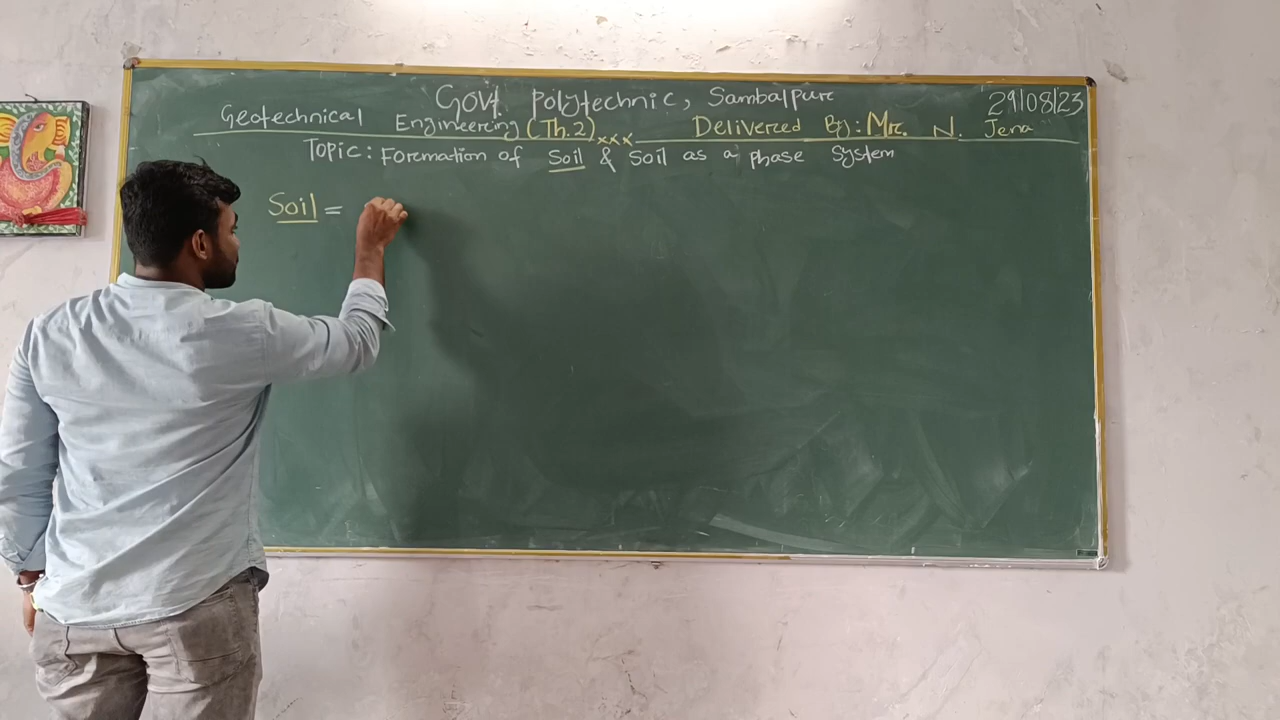 Govt. Polytechnic, Sambalpur 29/08/23
Geotechnical Engineering (Th.2) xxx Delivered By: Mr. N. Jena
Topic: Formation of Soil & Soil as a phase System
Soil =